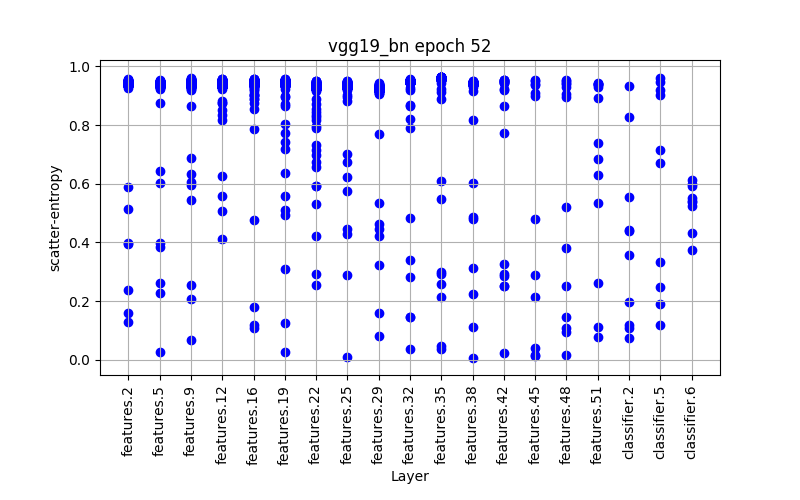 vgg19_bn epoch 52
scatter-entropy
1.0
0.8
0.6
0.4
0.2
0.0
features.2
features.5
features.9
features.12
features.16
features.19
features.22
features.25
features.29
features.32
features.35
features.38
features.42
features.45
features.48
features.51
classifier.2
classifier.5
classifier.6
Layer